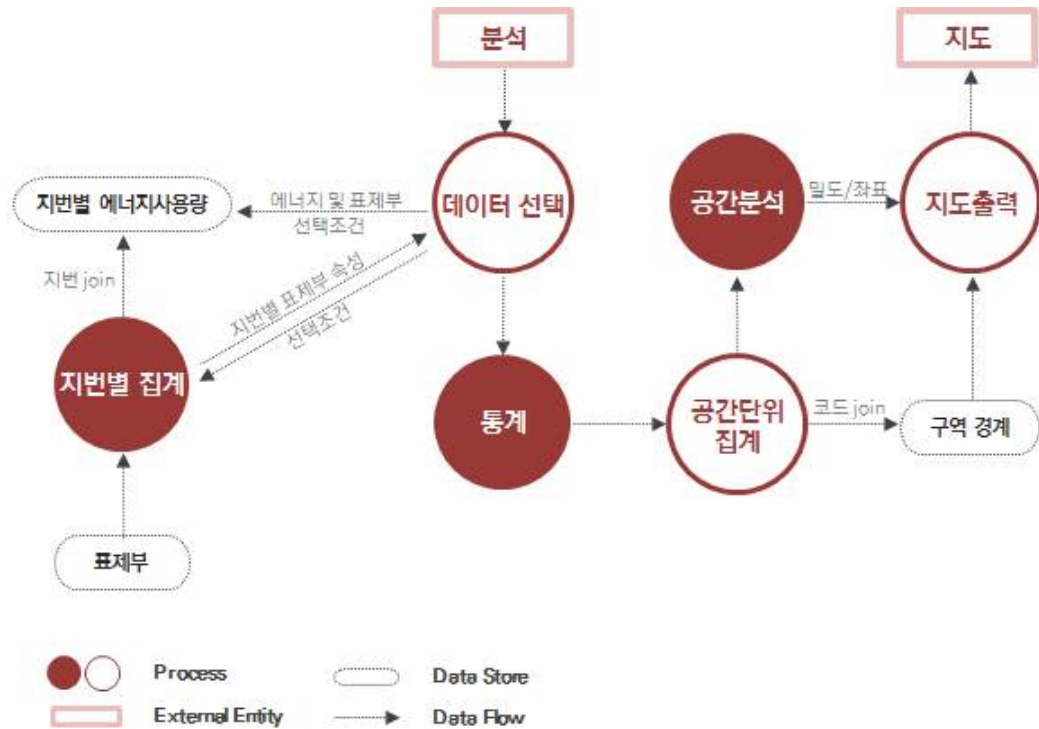 분석
지도
지번별 에너지사용량
에너지 및 표제부
선택조건
데이터 선택
공간분석
밀도/좌표
지도출력
지번 join
지번별 표제부 속성
선택조건
지번별 집계
통계
공간단위
집계
코드 join
구역 경계
표제부
Process
Data Store
External Entity
Data Flow